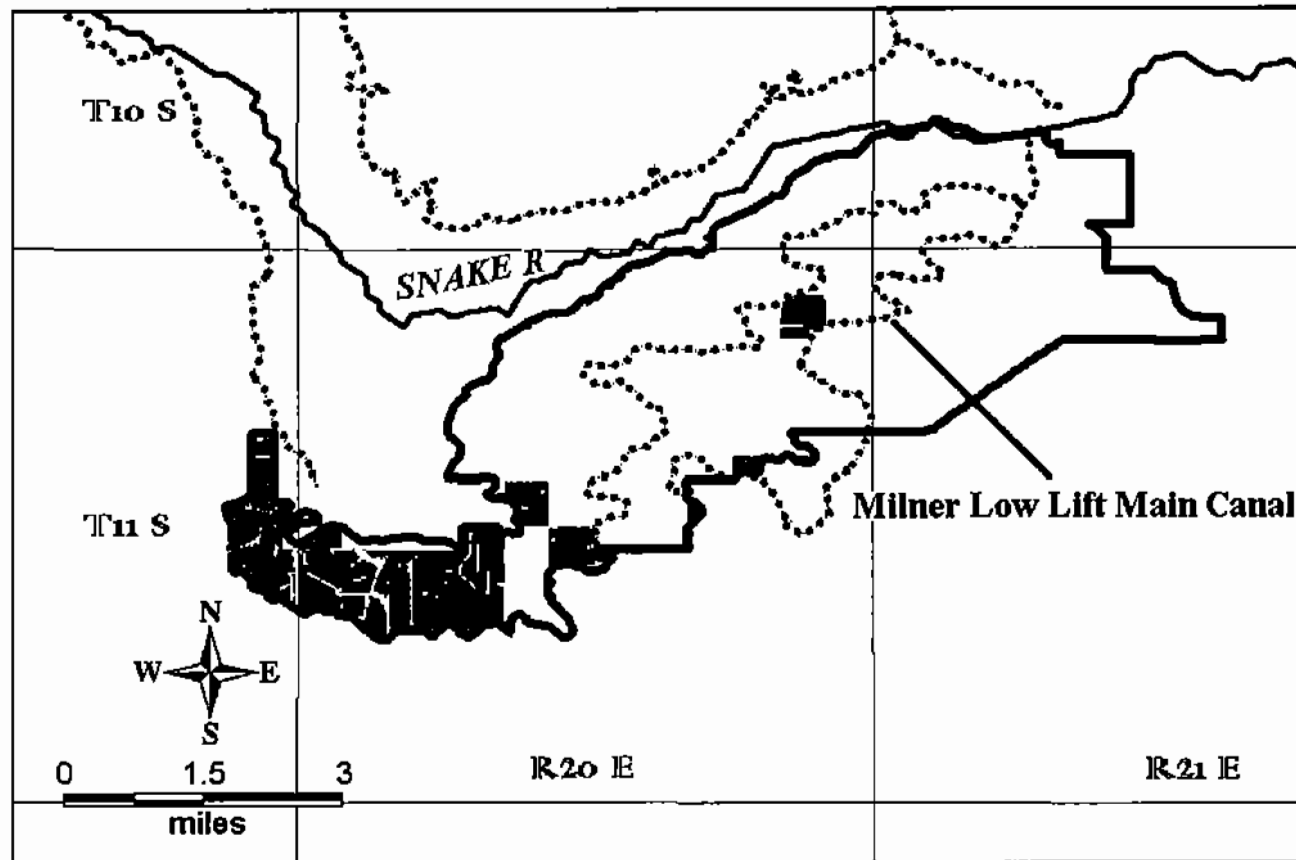 T10 S
SNAKE R
Milner Low Lift Main Canal
T11 S
N
W E
S
0 1.5 3
miles
R20 E
R21 E